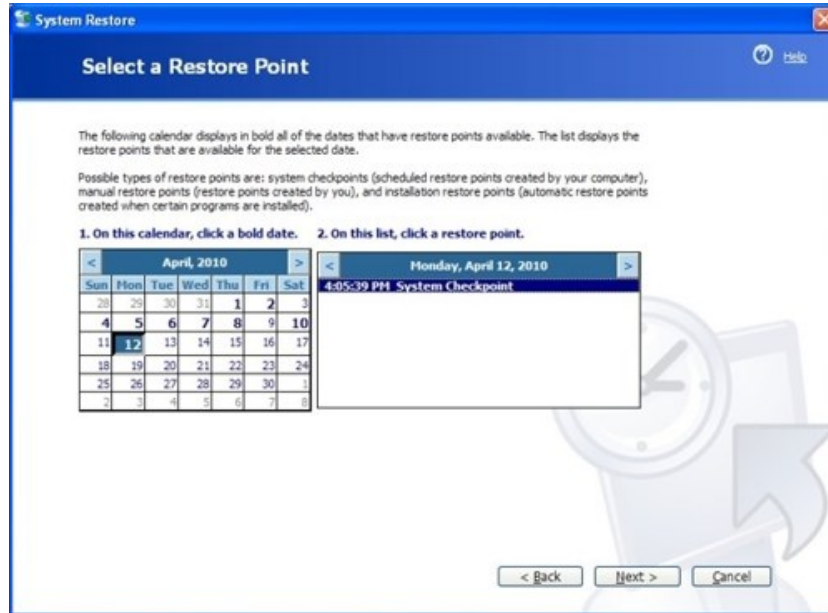 System Restore
Select a Restore Point
Help
The following calendar displays in bold all of the dates that have restore points available. The list displays the
restore points that are available for the selected date.
Possible types of restore points are: system checkpoints (scheduled restore points created by your computer),
manual restore points (restore points created by you), and installation restore points (automatic restore points
created when certain programs are installed).
1. On this calendar, click a bold date. 2. On this list, click a restore point.
< April, 2010 > < Monday, April 12, 2010 >
Sun Mon Tue Wed Thu Fri Sat 4:05:39 PM System Checkpoint
28 29 30 31 1 2 3
4 5 6 7 8 9 10
11 12 13 14 15 16 17
18 19 20 21 22 23 24
25 26 27 28 29 30 1
2 3 4 5 6 7 8
< Back Next > Cancel